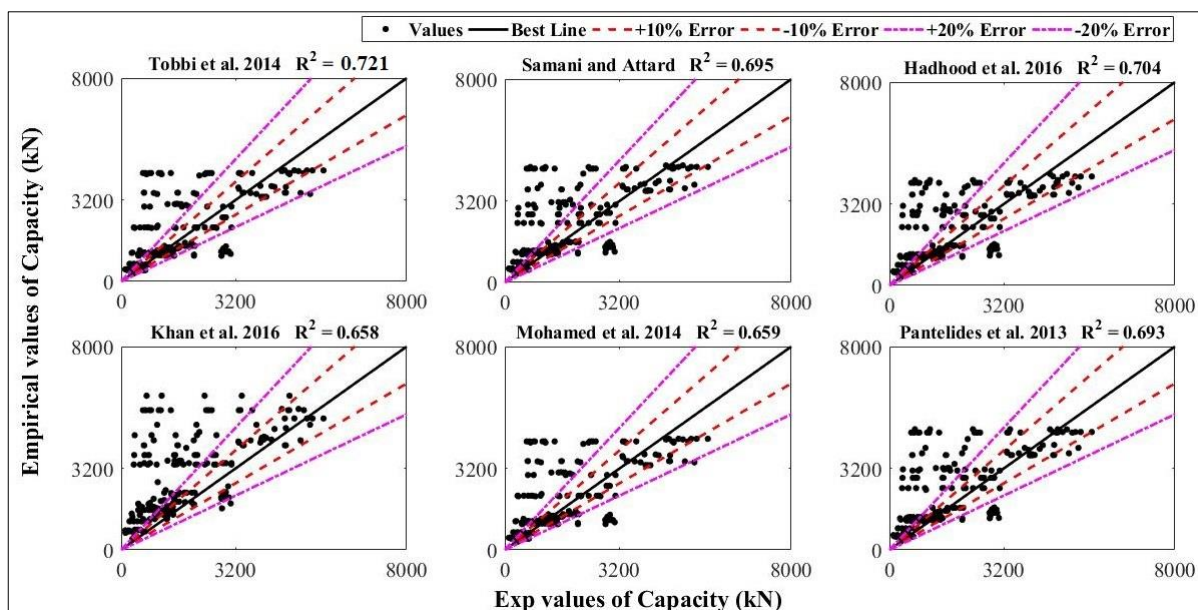 Values Best Line +10% Error -10% Error +20% Error -20% Error
Tobbi et al. 2014 R² = 0.721 Samani and Attard R² = 0.695 Hadhood et al. 2016 R² = 0.704
8000 8000 8000
3200 3200 3200
0 0 0
0 3200 8000 0 3200 8000 0 3200 8000
Khan et al. 2016 R² = 0.658 Mohamed et al. 2014 R² = 0.659 Pantelides et al. 2013 R² = 0.693
8000 8000 8000
3200 3200 3200
0 0 0
0 3200 8000 0 3200 8000 0 3200 8000
Empirical values of Capacity (kN)
Exp values of Capacity (kN)